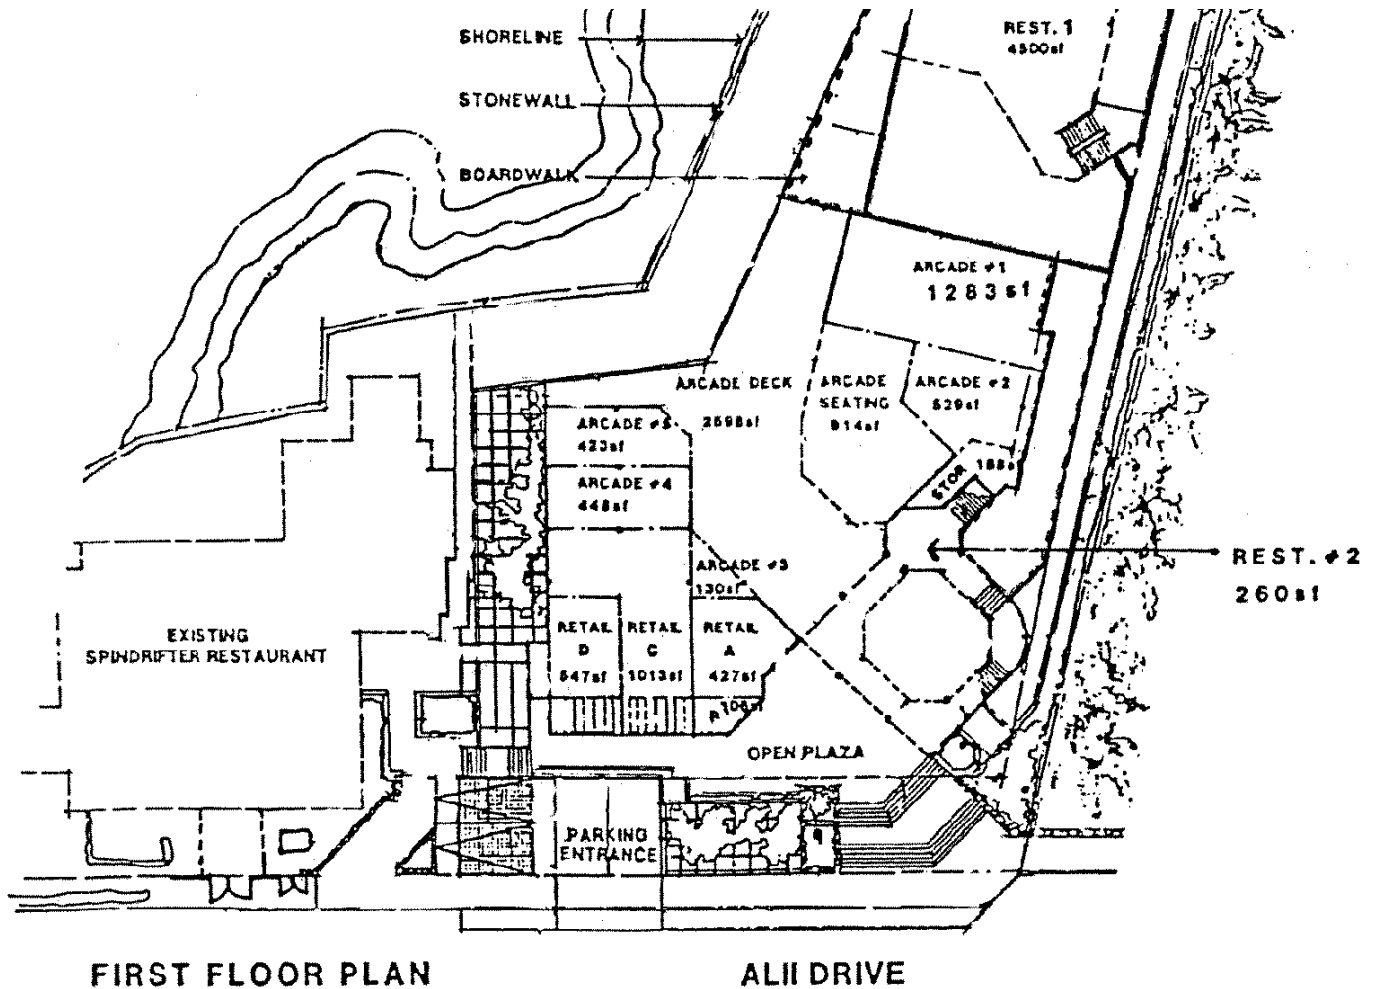 SHORELINE
REST. 1
4500sf
STONEWALL
BOARDWALK
ARCADE #1
1283sf
ARCADE DECK
2598sf
ARCADE
SEATING
914sf
ARCADE #2
529sf
ARCADE #5
423sf
ARCADE #4
448sf
STOR
188s
ARCADE #3
130sf
REST. #2
260sf
EXISTING
SPINDRIFTER RESTAURANT
RETAIL
D
547sf
RETAIL
C
1013sf
RETAIL
A
427sf
OPEN PLAZA
PARKING
ENTRANCE
FIRST FLOOR PLAN
ALII DRIVE